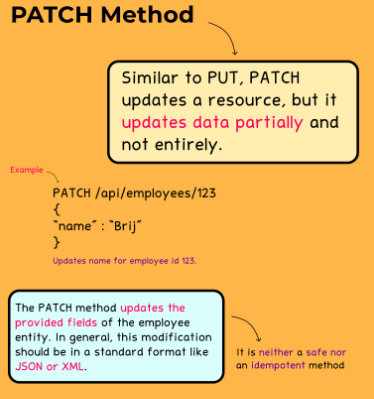 PATCH Method
Similar to PUT, PATCH
updates a resource, but it
updates data partially and
not entirely.
Example
PATCH /api/employees/123
{
"name" : "Brij"
}
Updates name for employee id 123.
The PATCH method updates the
provided fields of the employee
entity. In general, this modification
should be in a standard format like
JSON or XML.
It is neither a safe nor
an idempotent method